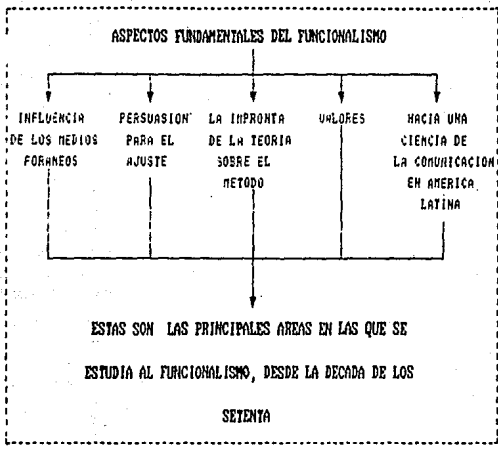 ASPECTOS FUNDAMENTALES DEL FUNCIONALISMO
INFLUENCIA
DE LOS MEDIOS
FORANEOS
PERSUASION
PARA EL
AJUSTE
LA IMPRONTA
DE LA TEORIA
SOBRE EL
METODO
VALORES
HACIA UNA
CIENCIA DE
LA COMUNICACION
EN AMERICA
LATINA
ESTAS SON LAS PRINCIPALES AREAS EN LAS QUE SE
ESTUDIA AL FUNCIONALISMO, DESDE LA DECADA DE LOS
SETENTA